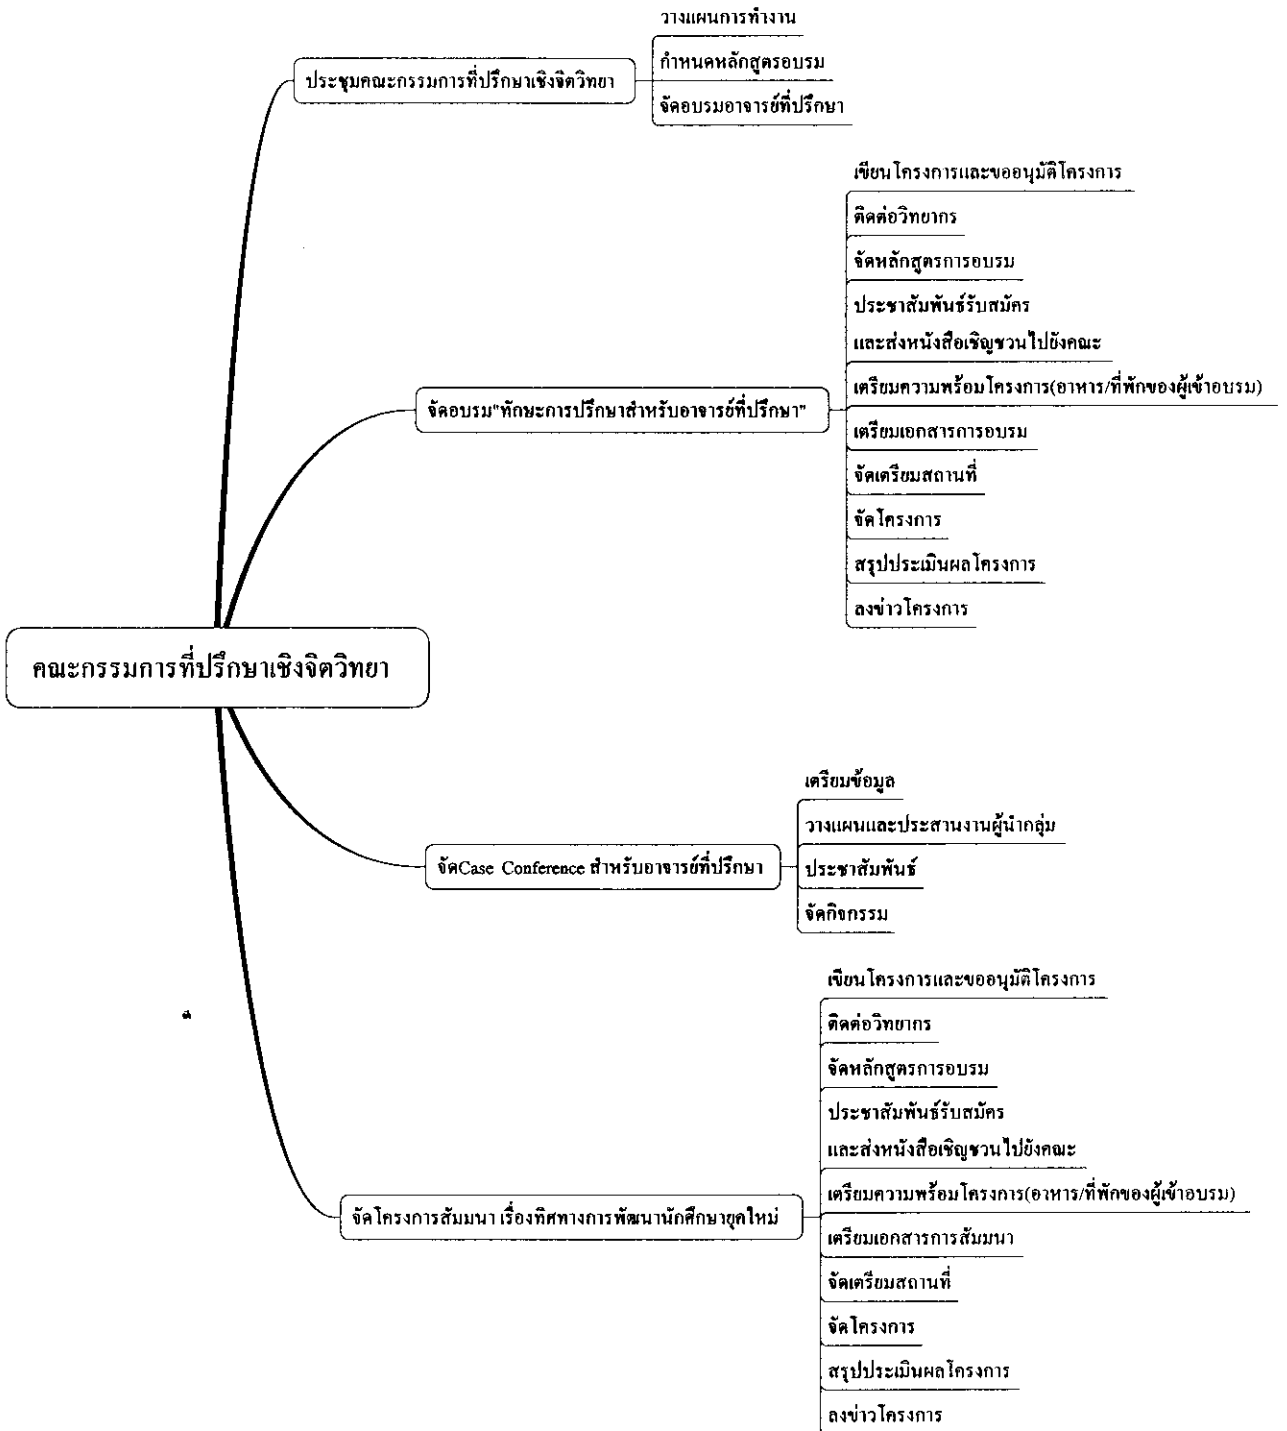 วางแผนการทำงาน
ประชุมคณะกรรมการที่ปรึกษาเชิงจิตวิทยา
กำหนดหลักสูตรอบรม
จัดอบรมอาจารย์ที่ปรึกษา
เขียนโครงการและขออนุมัติโครงการ
ติดต่อวิทยากร
จัดหลักสูตรการอบรม
ประชาสัมพันธ์รับสมัคร
และส่งหนังสือเชิญชวนไปยังคณะ
เตรียมความพร้อมโครงการ(อาหาร/ที่พักของผู้เข้าอบรม)
จัดอบรม"ทักษะการปรึกษาสำหรับอาจารย์ที่ปรึกษา"
เตรียมเอกสารการอบรม
จัดเตรียมสถานที่
จัดโครงการ
สรุปประเมินผลโครงการ
ลงข่าวโครงการ
คณะกรรมการที่ปรึกษาเชิงจิตวิทยา
เตรียมข้อมูล
วางแผนและประสานงานผู้นำกลุ่ม
จัดCase Conference สำหรับอาจารย์ที่ปรึกษา
ประชาสัมพันธ์
จัดกิจกรรม
เขียนโครงการและขออนุมัติโครงการ
ติดต่อวิทยากร
จัดหลักสูตรการอบรม
ประชาสัมพันธ์รับสมัคร
และส่งหนังสือเชิญชวนไปยังคณะ
เตรียมความพร้อมโครงการ(อาหาร/ที่พักของผู้เข้าอบรม)
จัดโครงการสัมมนา เรื่องทิศทางการพัฒนานักศึกษายุคใหม่
เตรียมเอกสารการสัมมนา
จัดเตรียมสถานที่
จัดโครงการ
สรุปประเมินผลโครงการ
ลงข่าวโครงการ